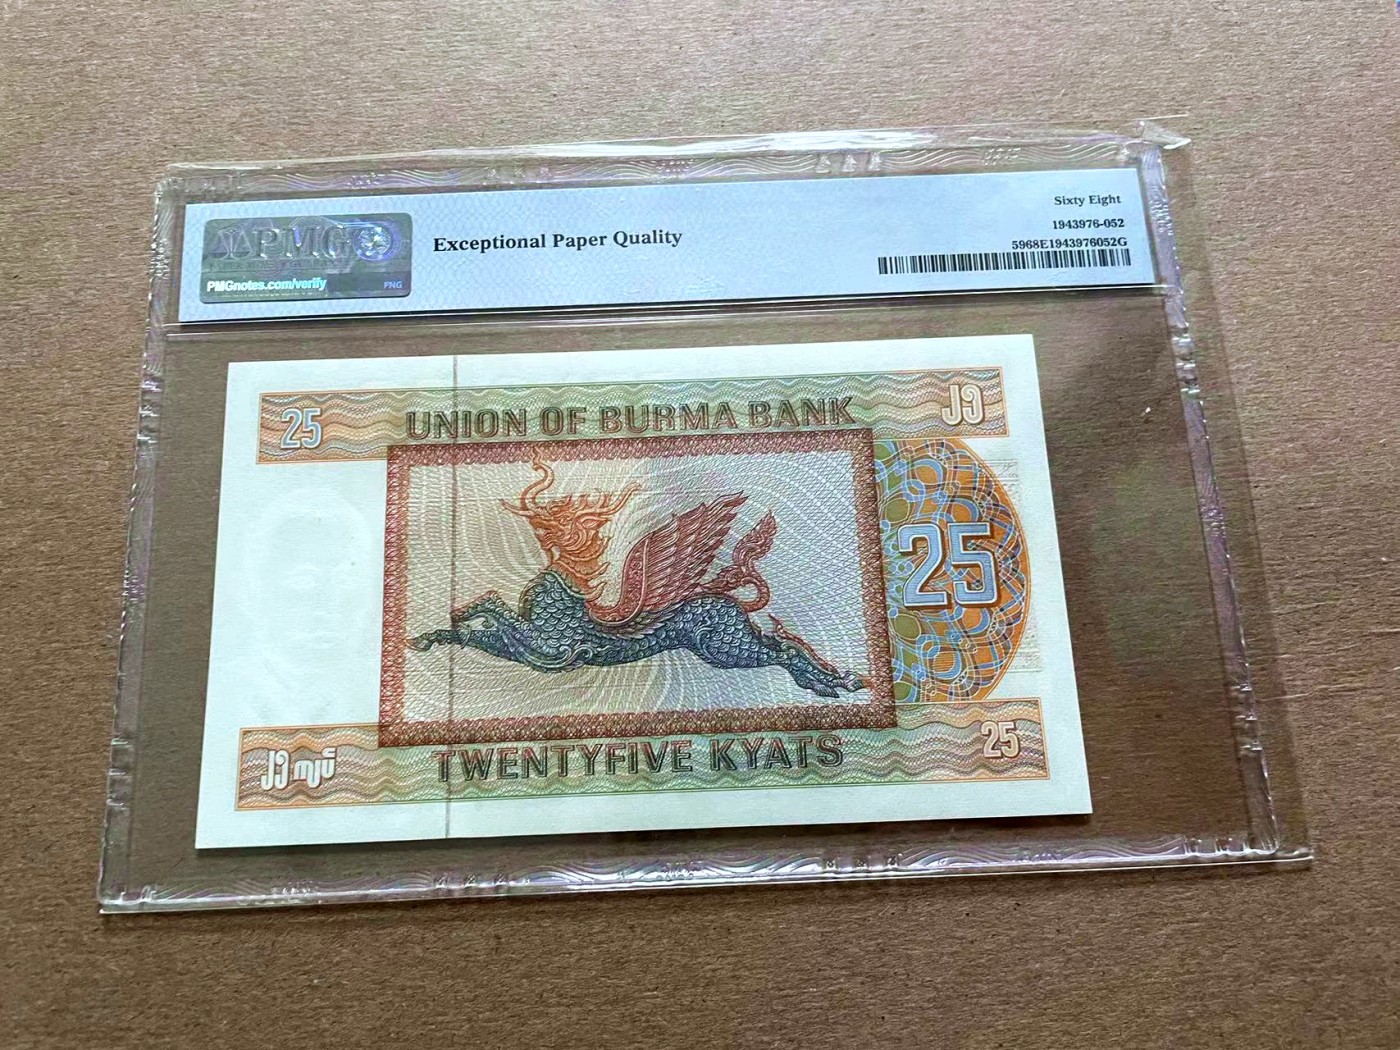 PMG
PMGnotes.com/verify
PNG
Exceptional Paper Quality
Sixty Eight
1943976-052
5968E1943976052G
25
UNION OF BURMA BANK
၂၅
25
၂၅ ကျပ်
TWENTYFIVE KYATS
25